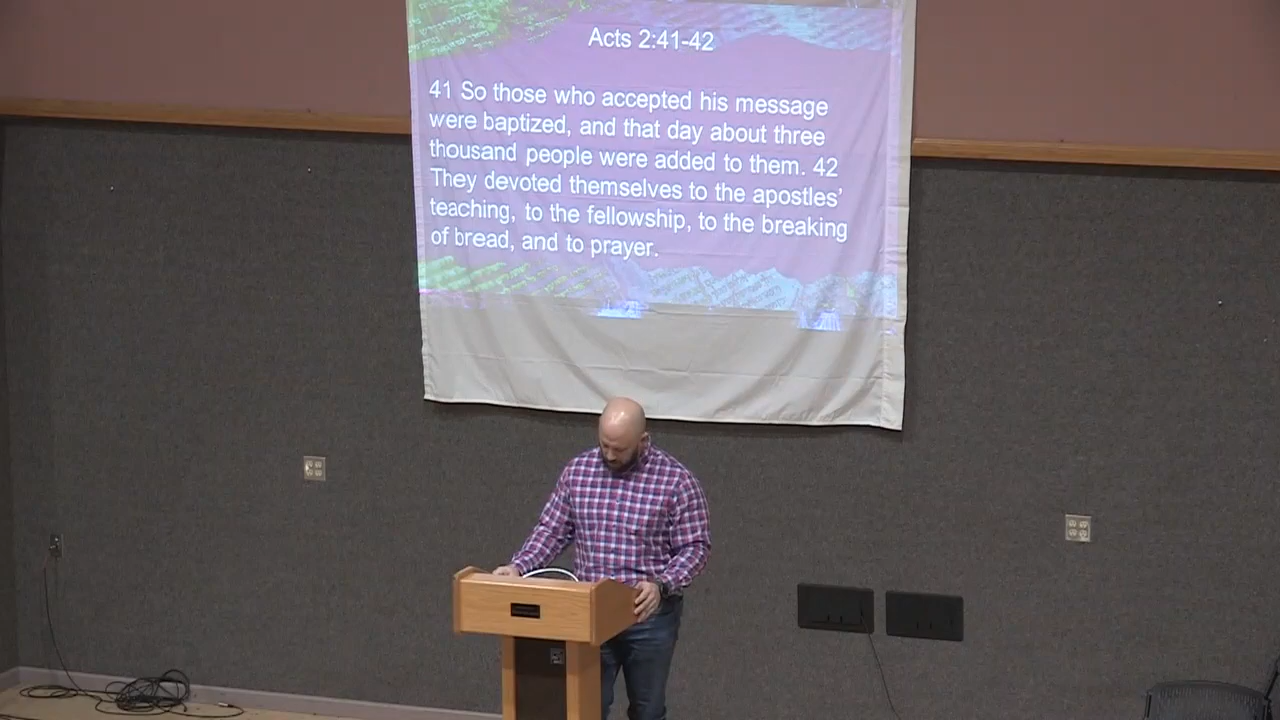 Acts 2:41-42
41 So those who accepted his message
were baptized, and that day about three
thousand people were added to them. 42
They devoted themselves to the apostles’
teaching, to the fellowship, to the breaking
of bread, and to prayer.